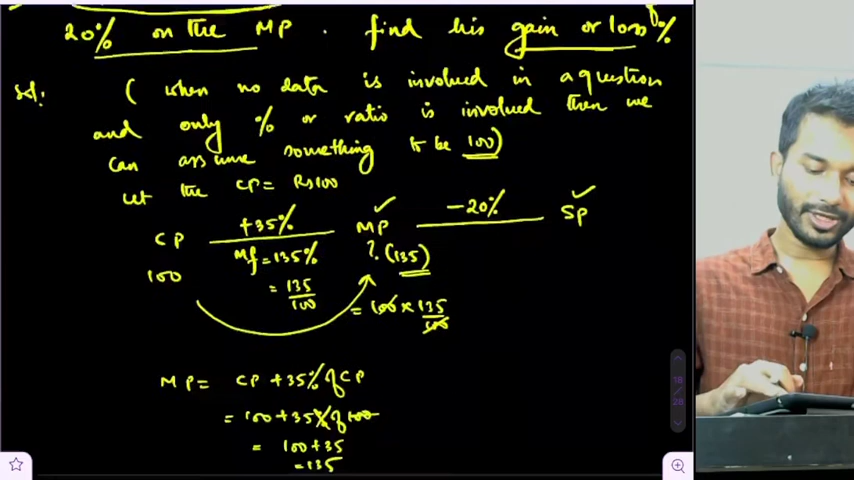 20% on the MP . find his gain or loss %
Sol: ( when no data is involved in a question
and only % or ratio is involved then we
can assume something to be 100)
Let the CP = Rs100
CP +35% MP -20% SP
100 Mf = 135% ? (135)
= 135/100 = 100 × 135/100
MP = CP + 35% of CP
= 100 + 35% of 100
= 100 + 35
= 135
18
28